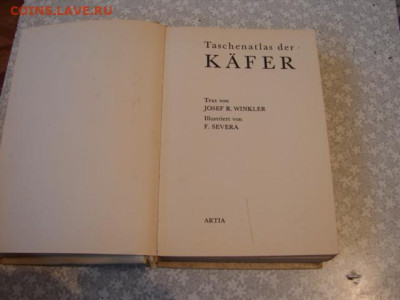 COINS.LAVE.RU
Taschenatlas der
KÄFER
Text von
JOSEF R. WINKLER
Illustriert von
F. SEVERA
ARTIA